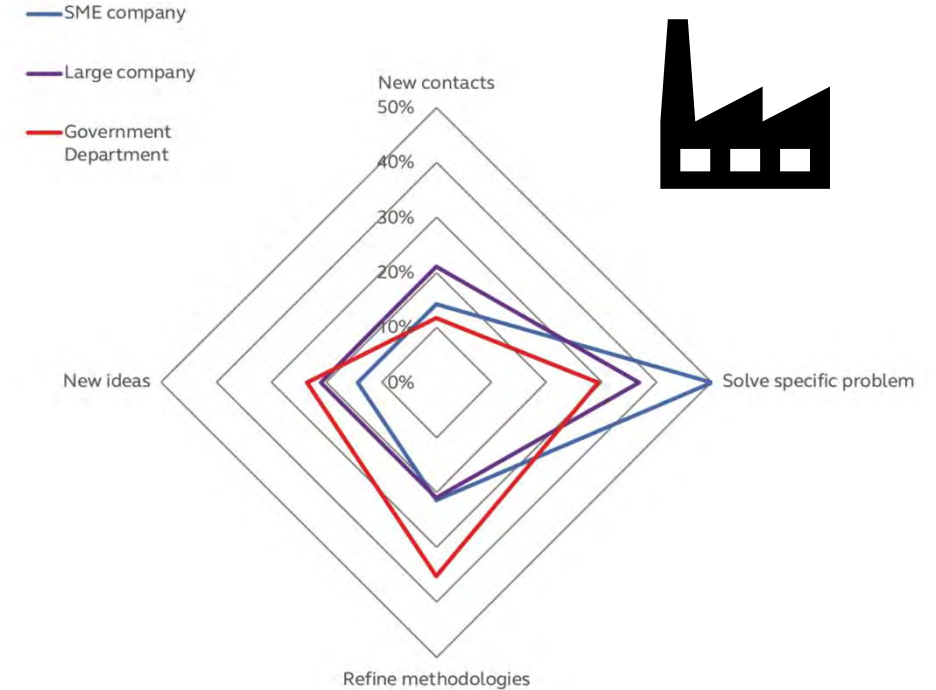 SME company
Large company
Government
Department
New contacts
50%
40%
30%
20%
10%
0%
New ideas
Solve specific problem
Refine methodologies